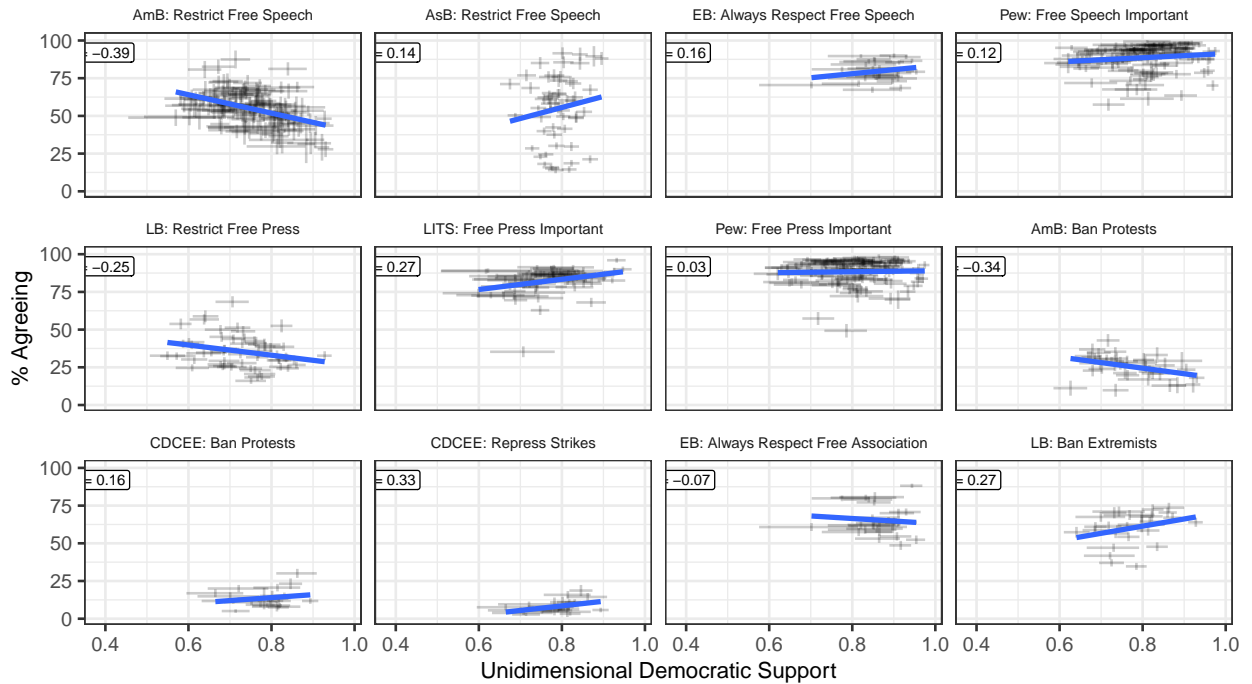 AmB: Restrict Free Speech
AsB: Restrict Free Speech
EB: Always Respect Free Speech
Pew: Free Speech Important
100
75
50
25
0
= −0.39
= 0.14
= 0.16
= 0.12
LB: Restrict Free Press
LITS: Free Press Important
Pew: Free Press Important
AmB: Ban Protests
100
75
50
25
0
= −0.25
= 0.27
= 0.03
= −0.34
CDCEE: Ban Protests
CDCEE: Repress Strikes
EB: Always Respect Free Association
LB: Ban Extremists
100
75
50
25
0
= 0.16
= 0.33
= −0.07
= 0.27
0.4 0.6 0.8 1.0
0.4 0.6 0.8 1.0
0.4 0.6 0.8 1.0
0.4 0.6 0.8 1.0
% Agreeing
Unidimensional Democratic Support